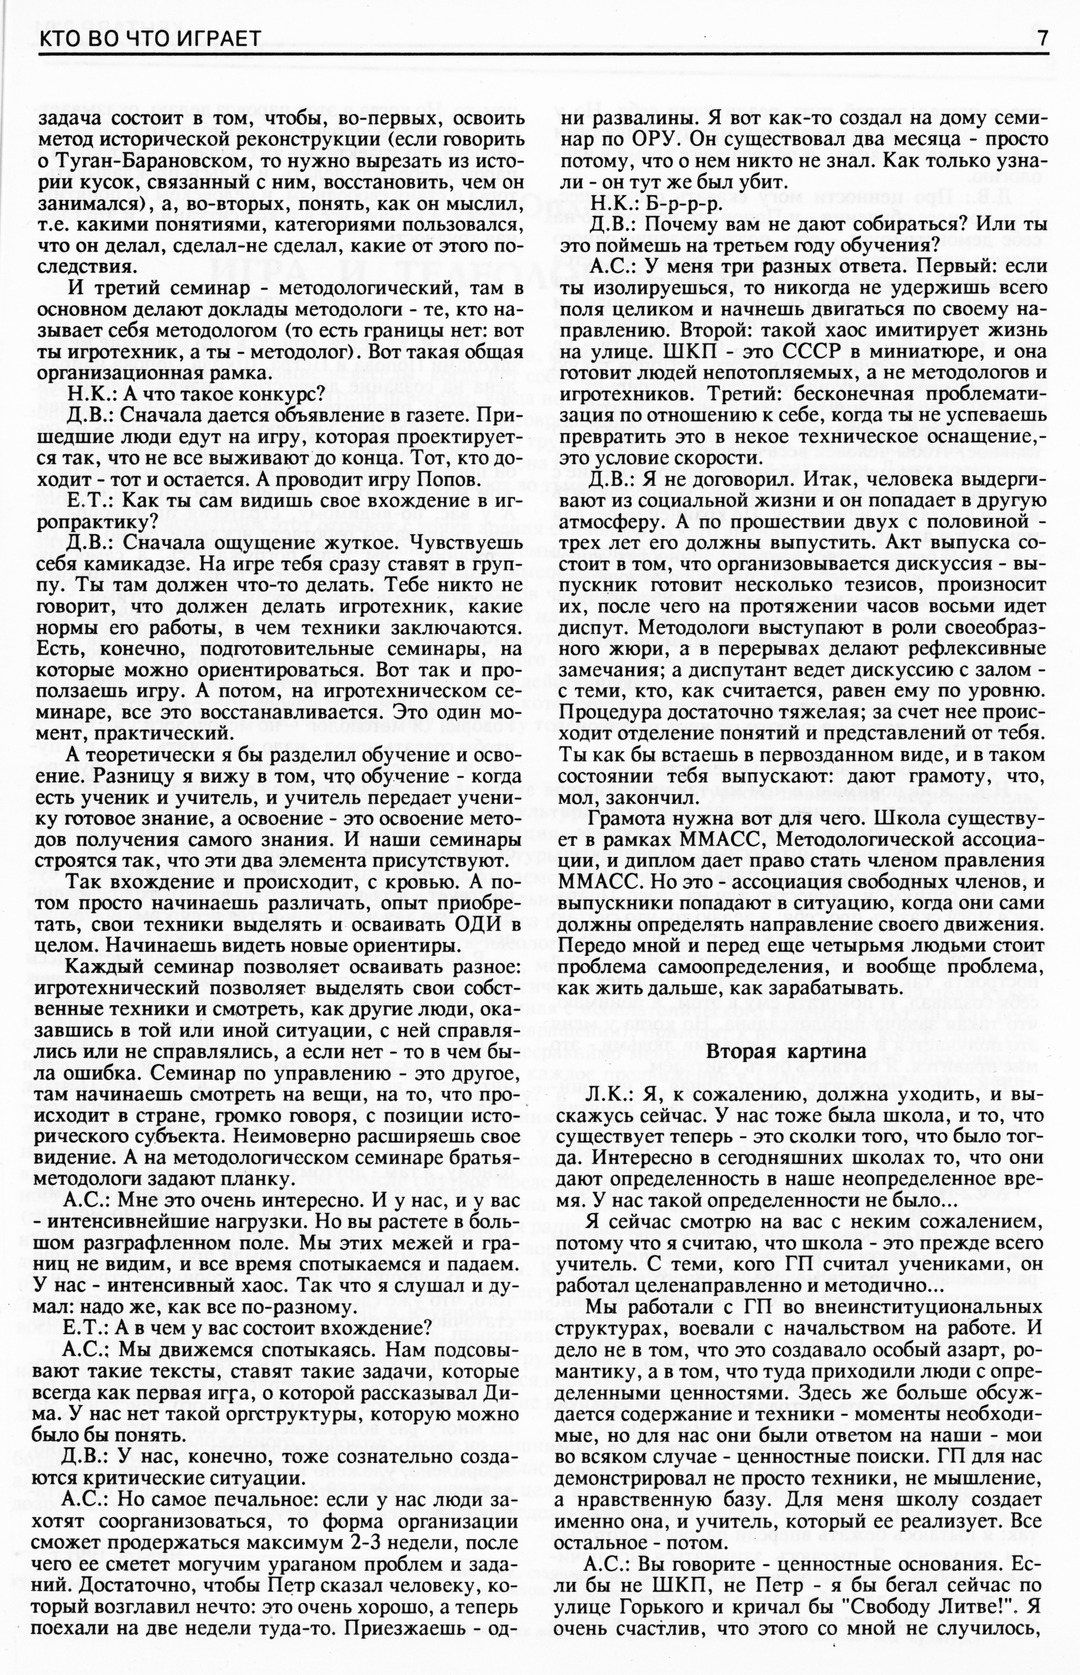 КТО ВО ЧТО ИГРАЕТ 7
задача состоит в том, чтобы, во-первых, освоить
метод исторической реконструкции (если говорить
о Туган-Барановском, то нужно вырезать из исто-
рии кусок, связанный с ним, восстановить, чем он
занимался), а, во-вторых, понять, как он мыслил,
т.е. какими понятиями, категориями пользовался,
что он делал, сделал-не сделал, какие от этого по-
следствия.
И третий семинар - методологический, там в
основном делают доклады методологи - те, кто на-
зывает себя методологом (то есть границы нет: вот
ты игротехник, а ты - методолог). Вот такая общая
организационная рамка.
Н.К.: А что такое конкурс?
Д.В.: Сначала дается объявление в газете. При-
шедшие люди едут на игру, которая проектирует-
ся так, что не все выживают до конца. Тот, кто до-
ходит - тот и остается. А проводит игру Попов.
Е.Т.: Как ты сам видишь свое вхождение в иг-
ропрактику?
Д.В.: Сначала ощущение жуткое. Чувствуешь
себя камикадзе. На игре тебя сразу ставят в груп-
пу. Ты там должен что-то делать. Тебе никто не
говорит, что должен делать игротехник, какие
нормы его работы, в чем техники заключаются.
Есть, конечно, подготовительные семинары, на
которых можно ориентироваться. Вот так и про-
ползаешь игру. А потом, на игротехническом се-
минаре, все это восстанавливается. Это один мо-
мент, практический.
А теоретически я бы разделил обучение и осво-
ение. Разницу я вижу в том, что обучение - когда
есть ученик и учитель, и учитель передает учени-
ку готовое знание, а освоение - это освоение мето-
дов получения самого знания. И наши семинары
строятся так, что эти два элемента присутствуют.
Так вхождение и происходит, с кровью. А по-
том просто начинаешь различать, опыт приобре-
тать, свои техники выделять и осваивать ОДИ в
целом. Начинаешь видеть новые ориентиры.
Каждый семинар позволяет осваивать разное:
игротехнический позволяет выделять свои собст-
венные техники и смотреть, как другие люди, ока-
завшись в той или иной ситуации, с ней справля-
лись или не справлялись, а если нет - то в чем бы-
ла ошибка. Семинар по управлению - это другое,
там начинаешь смотреть на вещи, на то, что про-
исходит в стране, громко говоря, с позиции исто-
рического субъекта. Неимоверно расширяешь свое
видение. А на методологическом семинаре братья-
методологи задают планку.
А.С.: Мне это очень интересно. И у нас, и у вас
- интенсивнейшие нагрузки. Но вы растете в боль-
шом разграфленном поле. Мы этих межей и гра-
ниц не видим, и все время спотыкаемся и падаем.
У нас - интенсивный хаос. Так что я слушал и ду-
мал: надо же, как все по-разному.
Е.Т.: А в чем у вас состоит вхождение?
А.С.: Мы движемся спотыкаясь. Нам подсовы-
вают такие тексты, ставят такие задачи, которые
всегда как первая игра, о которой рассказывал Ди-
ма. У нас нет такой оргструктуры, которую можно
было бы понять.
Д.В.: У нас, конечно, тоже сознательно созда-
ются критические ситуации.
А.С.: Но самое печальное: если у нас люди за-
хотят соорганизоваться, то форма организации
сможет продержаться максимум 2-3 недели, после
чего ее сметет могучим ураганом проблем и зада-
ний. Достаточно, чтобы Петр сказал человеку, ко-
торый возглавил нечто: это очень хорошо, а теперь
поехали на две недели туда-то. Приезжаешь - од-
ни развалины. Я вот как-то создал на дому семи-
нар по ОРУ. Он существовал два месяца - просто
потому, что о нем никто не знал. Как только узна-
ли - он тут же был убит.
Н.К.: Б-р-р-р.
Д.В.: Почему вам не дают собираться? Или ты
это поймешь на третьем году обучения?
А.С.: У меня три разных ответа. Первый: если
ты изолируешься, то никогда не удержишь всего
поля целиком и начнешь двигаться по своему на-
правлению. Второй: такой хаос имитирует жизнь
на улице. ШКП - это СССР в миниатюре, и она
готовит людей непотопляемых, а не методологов и
игротехников. Третий: бесконечная проблемати-
зация по отношению к себе, когда ты не успеваешь
превратить это в некое техническое оснащение,-
это условие скорости.
Д.В.: Я не договорил. Итак, человека выдерги-
вают из социальной жизни и он попадает в другую
атмосферу. А по прошествии двух с половиной -
трех лет его должны выпустить. Акт выпуска со-
стоит в том, что организовывается дискуссия - вы-
пускник готовит несколько тезисов, произносит
их, после чего на протяжении часов восьми идет
диспут. Методологи выступают в роли своеобраз-
ного жюри, а в перерывах делают рефлексивные
замечания; а диспутант ведет дискуссию с залом -
с теми, кто, как считается, равен ему по уровню.
Процедура достаточно тяжелая; за счет нее проис-
ходит отделение понятий и представлений от тебя.
Ты как бы встаешь в первозданном виде, и в таком
состоянии тебя выпускают: дают грамоту, что,
мол, закончил.
Грамота нужна вот для чего. Школа существу-
ет в рамках ММАСС, Методологической ассоциа-
ции, и диплом дает право стать членом правления
ММАСС. Но это - ассоциация свободных членов, и
выпускники попадают в ситуацию, когда они сами
должны определять направление своего движения.
Передо мной и перед еще четырьмя людьми стоит
проблема самоопределения, и вообще проблема,
как жить дальше, как зарабатывать.
Вторая картина
Л.К.: Я, к сожалению, должна уходить, и вы-
скажусь сейчас. У нас тоже была школа, и то, что
существует теперь - это сколки того, что было тог-
да. Интересно в сегодняшних школах то, что они
дают определенность в наше неопределенное вре-
мя. У нас такой определенности не было...
Я сейчас смотрю на вас с неким сожалением,
потому что я считаю, что школа - это прежде всего
учитель. С теми, кого ГП считал учениками, он
работал целенаправленно и методично...
Мы работали с ГП во внеинституциональных
структурах, воевали с начальством на работе. И
дело не в том, что это создавало особый азарт, ро-
мантику, а в том, что туда приходили люди с опре-
деленными ценностями. Здесь же больше обсуж-
дается содержание и техники - моменты необходи-
мые, но для нас они были ответом на наши - мои
во всяком случае - ценностные поиски. ГП для нас
демонстрировал не просто техники, не мышление,
а нравственную базу. Для меня школу создает
именно она, и учитель, который ее реализует. Все
остальное - потом.
А.С.: Вы говорите - ценностные основания. Ес-
ли бы не ШКП, не Петр - я бы бегал сейчас по
улице Горького и кричал бы "Свободу Литве!". Я
очень счастлив, что этого со мной не случилось,